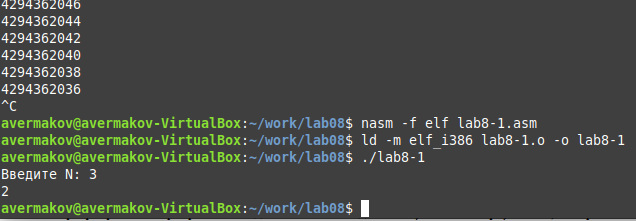 4294362046
4294362044
4294362042
4294362040
4294362038
4294362036
^C
avermakov@avermakov-VirtualBox:~/work/lab08$ nasm -f elf lab8-1.asm
avermakov@avermakov-VirtualBox:~/work/lab08$ ld -m elf_i386 lab8-1.o -o lab8-1
avermakov@avermakov-VirtualBox:~/work/lab08$ ./lab8-1
Введите N: 3
2
avermakov@avermakov-VirtualBox:~/work/lab08$